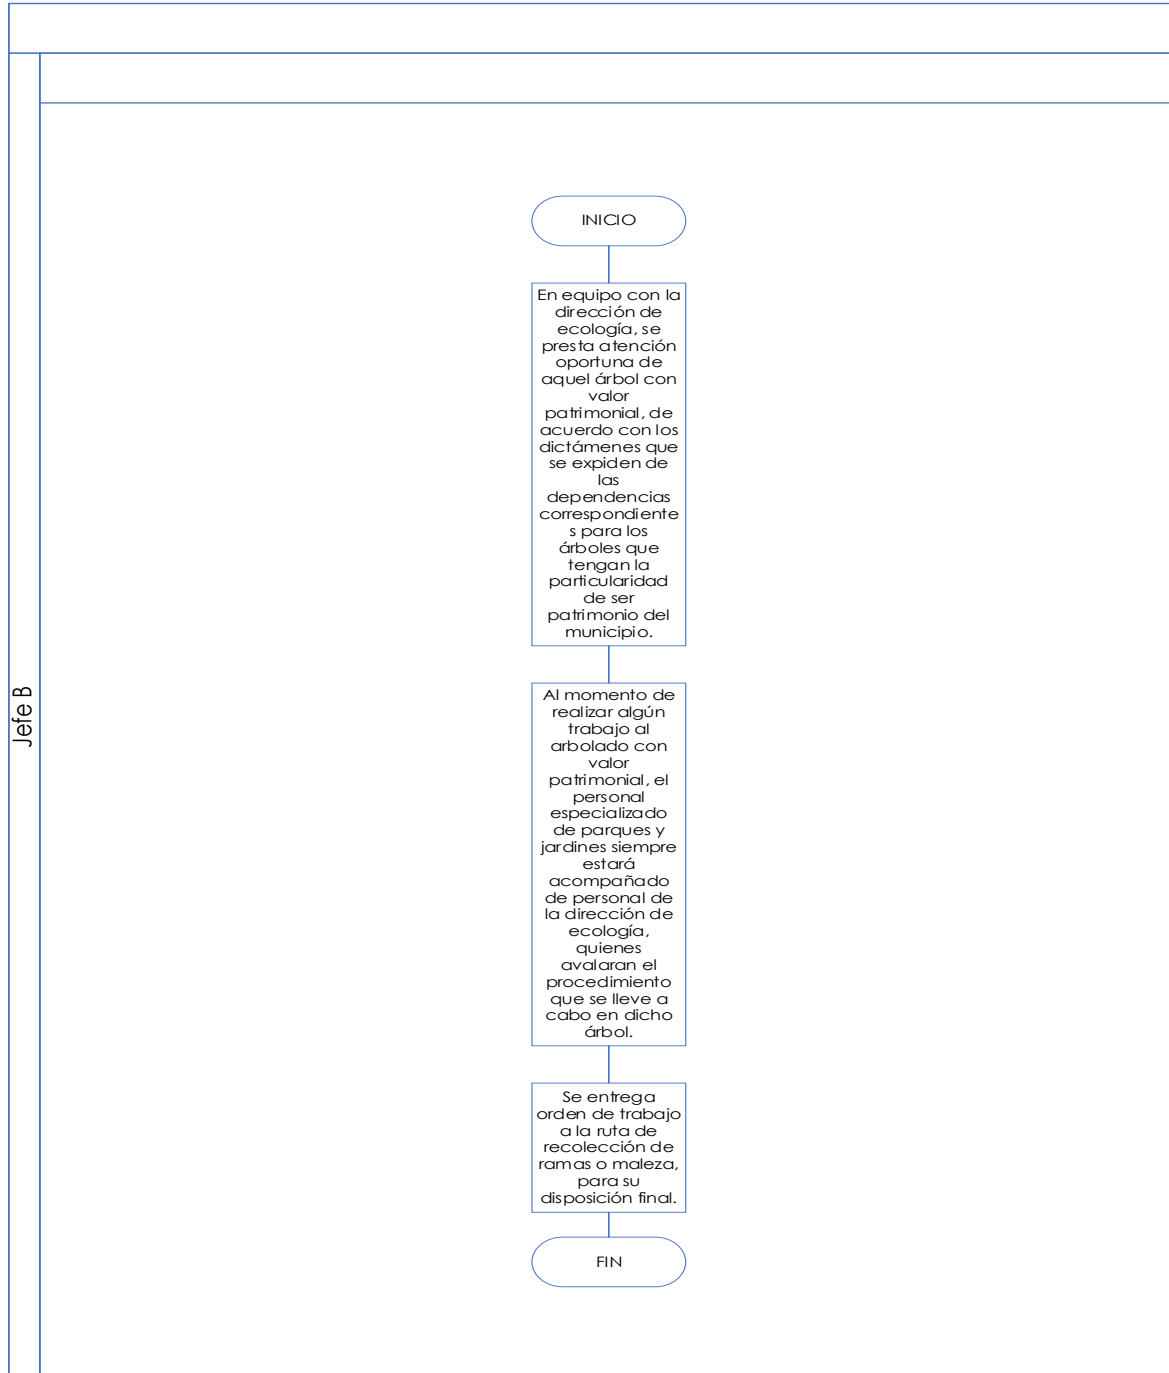 INICIO
En equipo con la
dirección de
ecología, se
presta atención
oportuna de
aquel árbol con
valor
patrimonial, de
acuerdo con los
dictámenes que
se expiden de
las
dependencias
correspondiente
s para los
árboles que
tengan la
particularidad
de ser
patrimonio del
municipio.
Jefe B
Al momento de
realizar algún
trabajo al
arbolado con
valor
patrimonial, el
personal
especializado
de parques y
jardines siempre
estará
acompañado
de personal de
la dirección de
ecología,
quienes
avalaran el
procedimiento
que se lleve a
cabo en dicho
árbol.
Se entrega
orden de trabajo
a la ruta de
recolección de
ramas o maleza,
para su
disposición final.
FIN